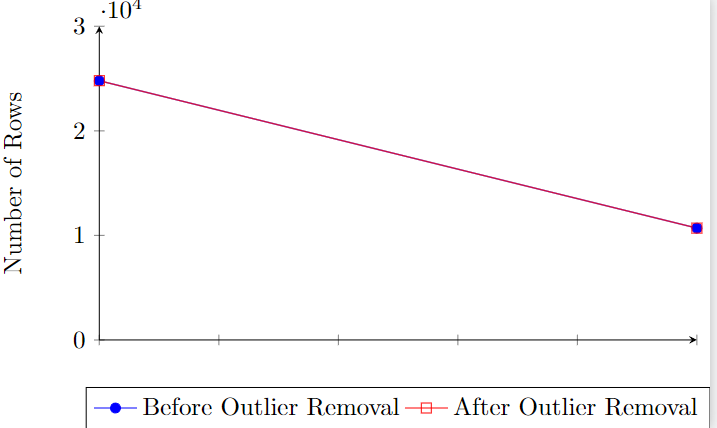 ·10⁴
3
2
1
0
Number of Rows
Before Outlier Removal After Outlier Removal